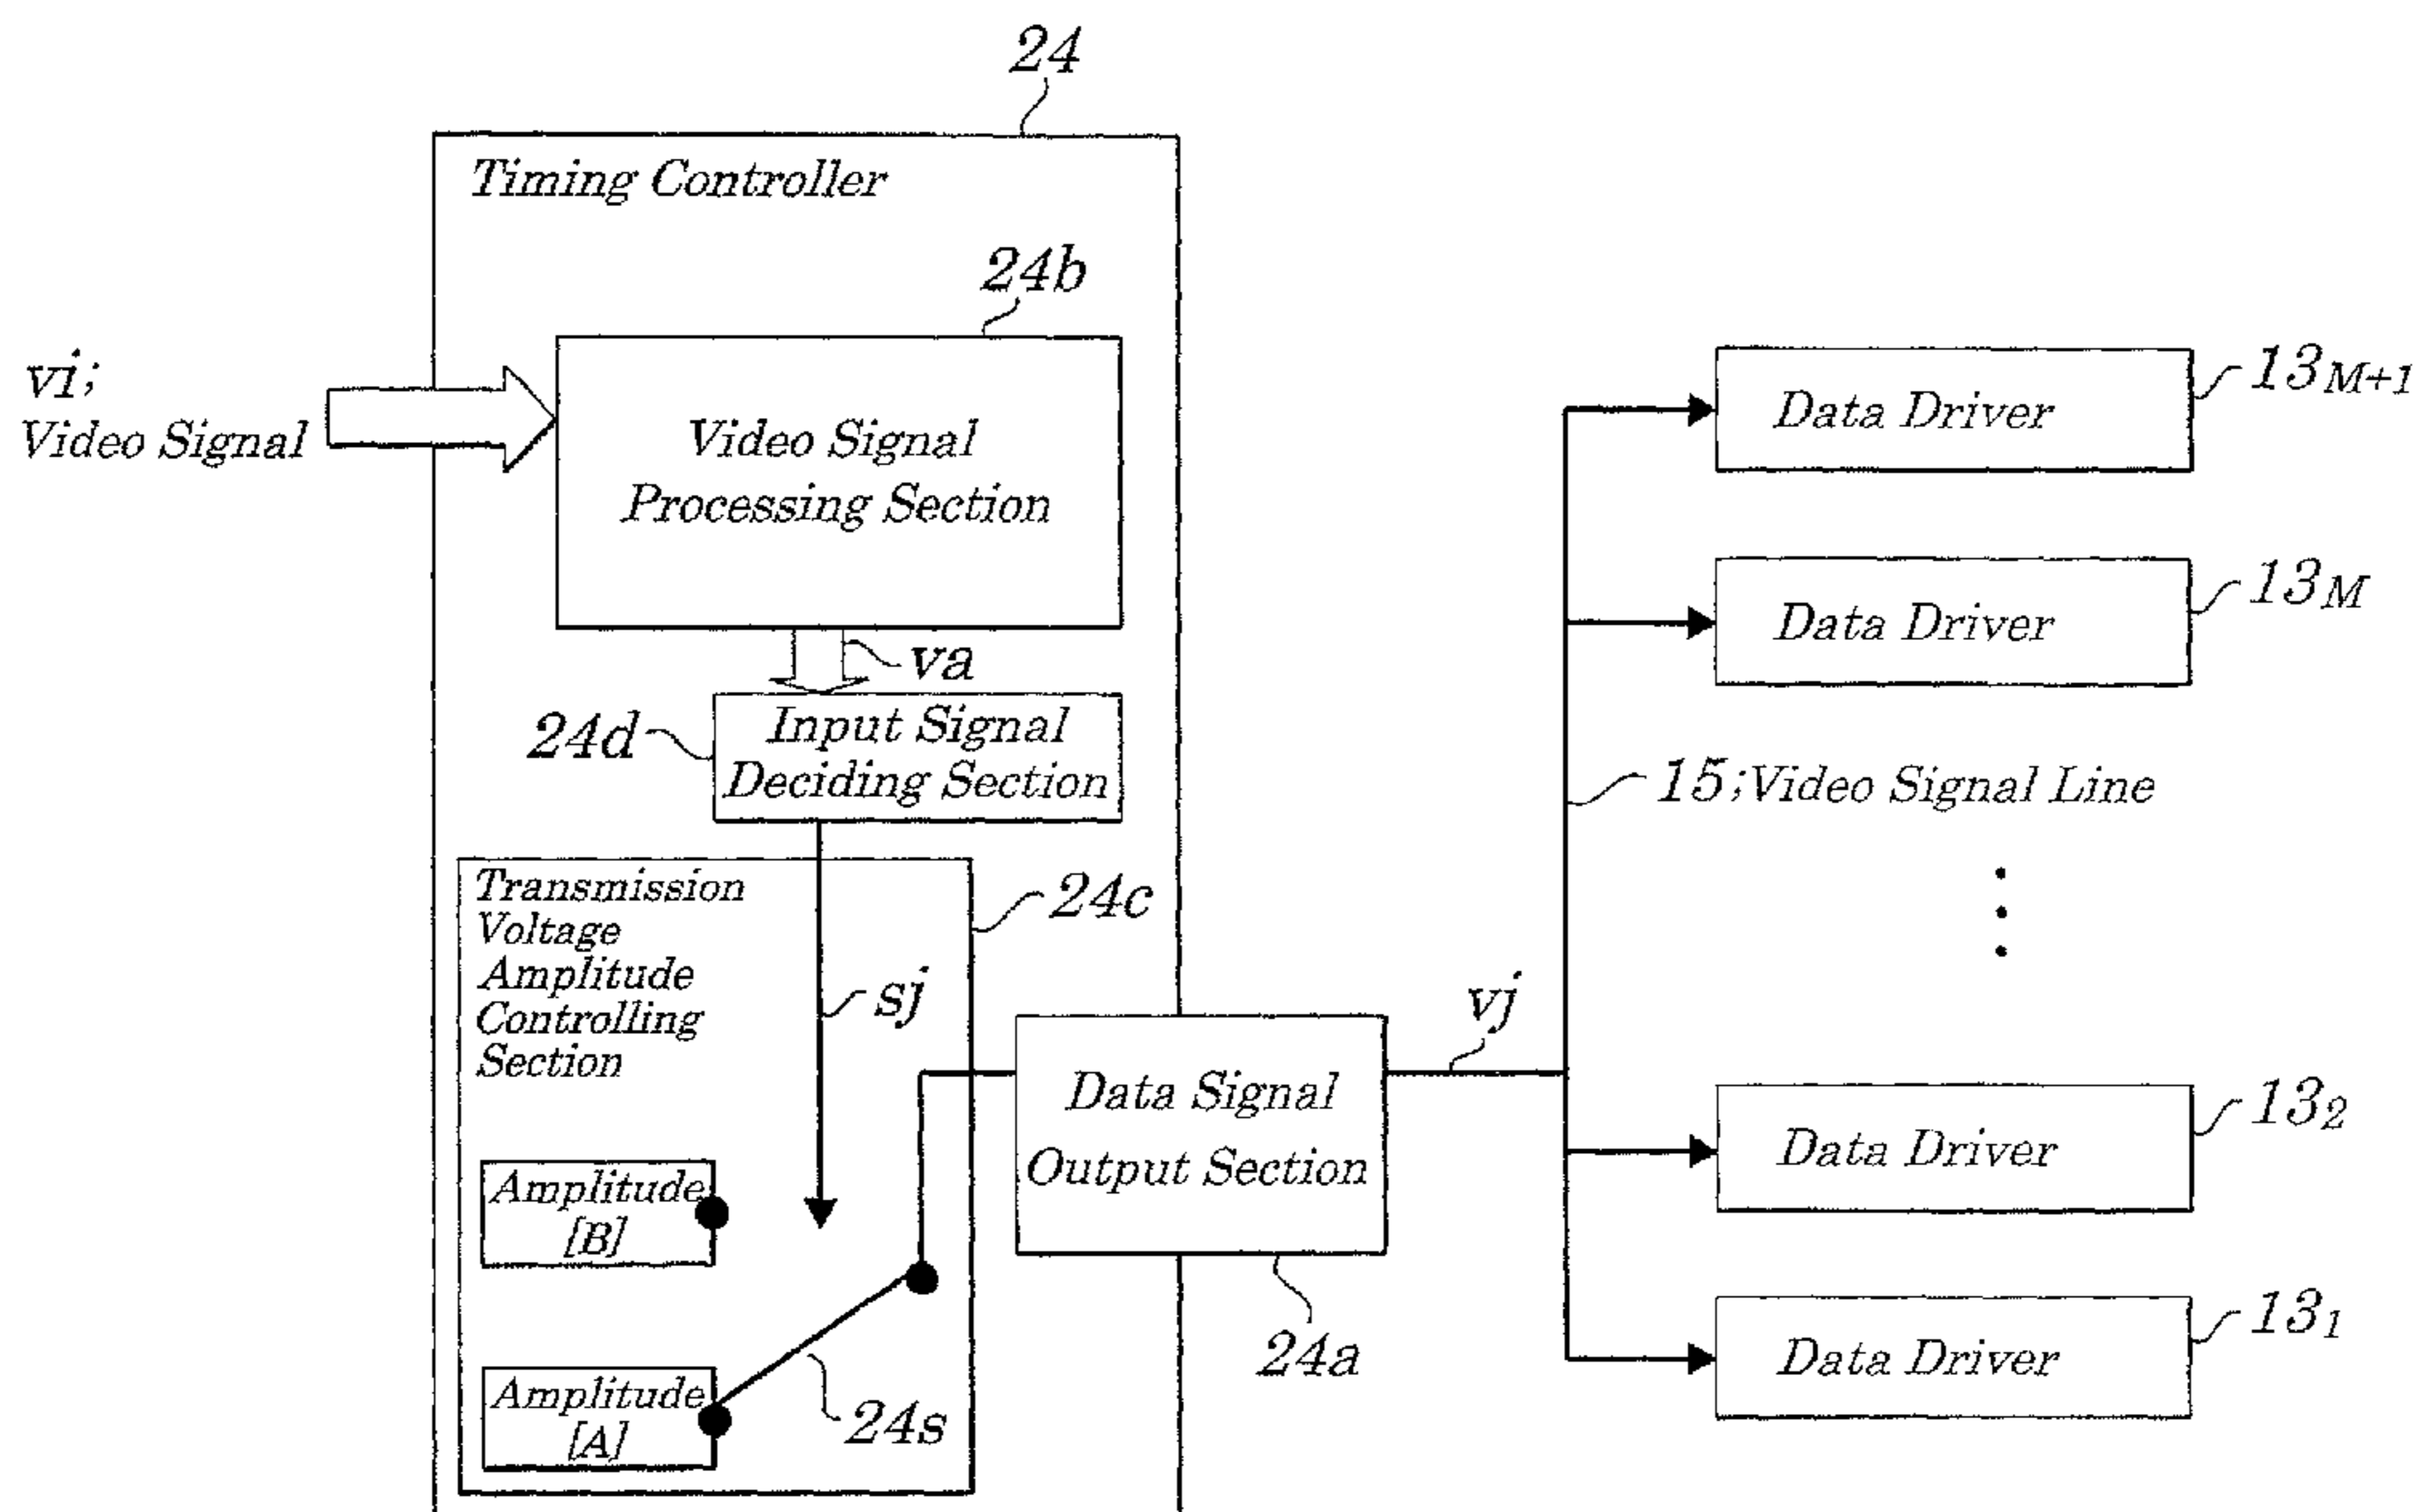 24
Timing Controller
24b
vi;
Video Signal
Video Signal
Processing Section
va
24d
Input Signal
Deciding Section
Transmission
Voltage
Amplitude
Controlling
Section
24c
sj
Amplitude
[B]
Amplitude
[A]
24s
Data Signal
Output Section
24a
vj
15;Video Signal Line
Data Driver
13M+1
Data Driver
13M
Data Driver
132
Data Driver
131